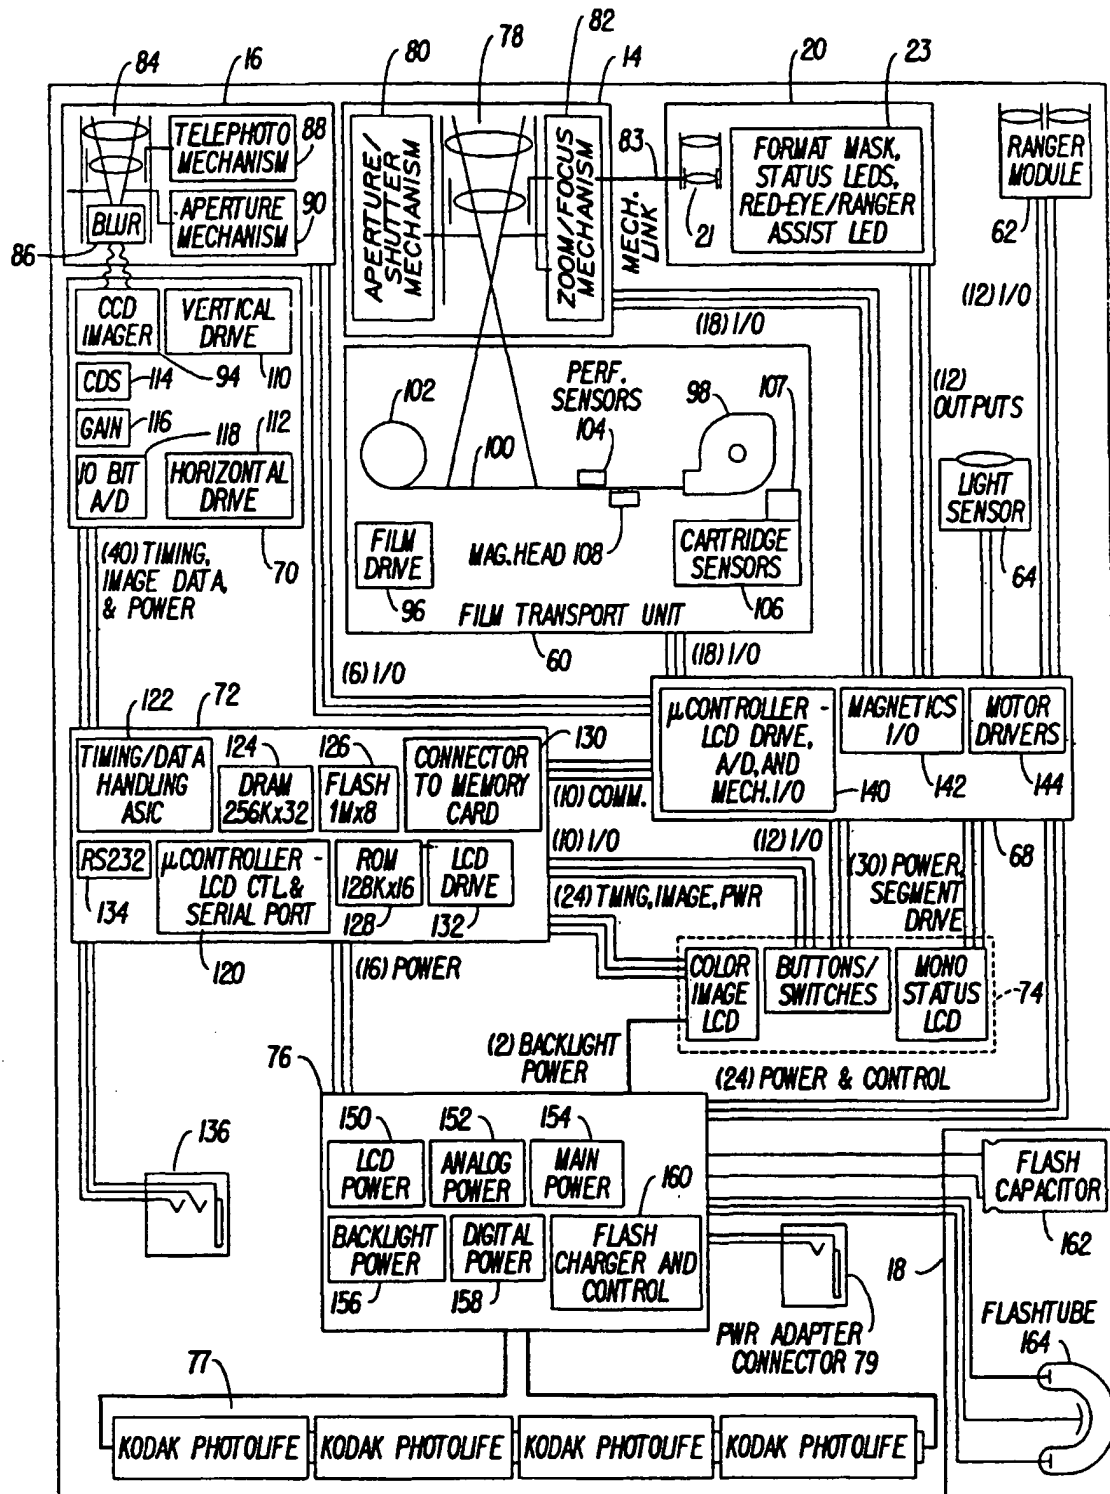 84
16
80
78
82
14
20
23
TELEPHOTO
MECHANISM
88
APERTURE
MECHANISM
90
BLUR
86
APERTURE/
SHUTTER
MECHANISM
ZOOM/FOCUS
MECHANISM
83
MECH.
LINK
21
FORMAT MASK,
STATUS LEDS,
RED-EYE/RANGER
ASSIST LED
RANGER
MODULE
62
(12) I/O
(18) I/O
(12)
OUTPUTS
CCD
IMAGER
VERTICAL
DRIVE
94
110
CDS
114
GAIN
116
118
112
10 BIT
A/D
HORIZONTAL
DRIVE
70
(40) TIMING,
IMAGE DATA,
& POWER
102
PERF.
SENSORS
104
98
107
100
FILM
DRIVE
96
MAG. HEAD 108
CARTRIDGE
SENSORS
106
FILM TRANSPORT UNIT
60
(18) I/O
LIGHT
SENSOR
64
(6) I/O
122
72
TIMING/DATA
HANDLING
ASIC
124
DRAM
256Kx32
126
FLASH
1Mx8
CONNECTOR
TO MEMORY
CARD
130
(10) COMM.
μCONTROLLER -
LCD DRIVE,
A/D, AND
MECH. I/O
140
MAGNETICS
I/O
142
MOTOR
DRIVERS
144
68
RS232
134
μCONTROLLER -
LCD CTL. &
SERIAL PORT
120
ROM
128Kx16
128
LCD
DRIVE
132
(10) I/O
(12) I/O
(30) POWER,
SEGMENT
DRIVE
(24) TMNG, IMAGE, PWR
(16) POWER
COLOR
IMAGE
LCD
BUTTONS/
SWITCHES
MONO
STATUS
LCD
74
(2) BACKLIGHT
POWER
(24) POWER & CONTROL
76
136
150
LCD
POWER
152
ANALOG
POWER
154
MAIN
POWER
160
BACKLIGHT
POWER
156
DIGITAL
POWER
158
FLASH
CHARGER AND
CONTROL
FLASH
CAPACITOR
162
18
PWR ADAPTER
CONNECTOR 79
FLASHTUBE
164
77
KODAK PHOTOLIFE
KODAK PHOTOLIFE
KODAK PHOTOLIFE
KODAK PHOTOLIFE